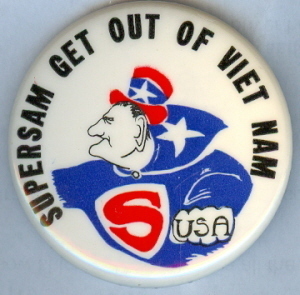 SUPERSAM GET OUT OF VIET NAM
S
USA